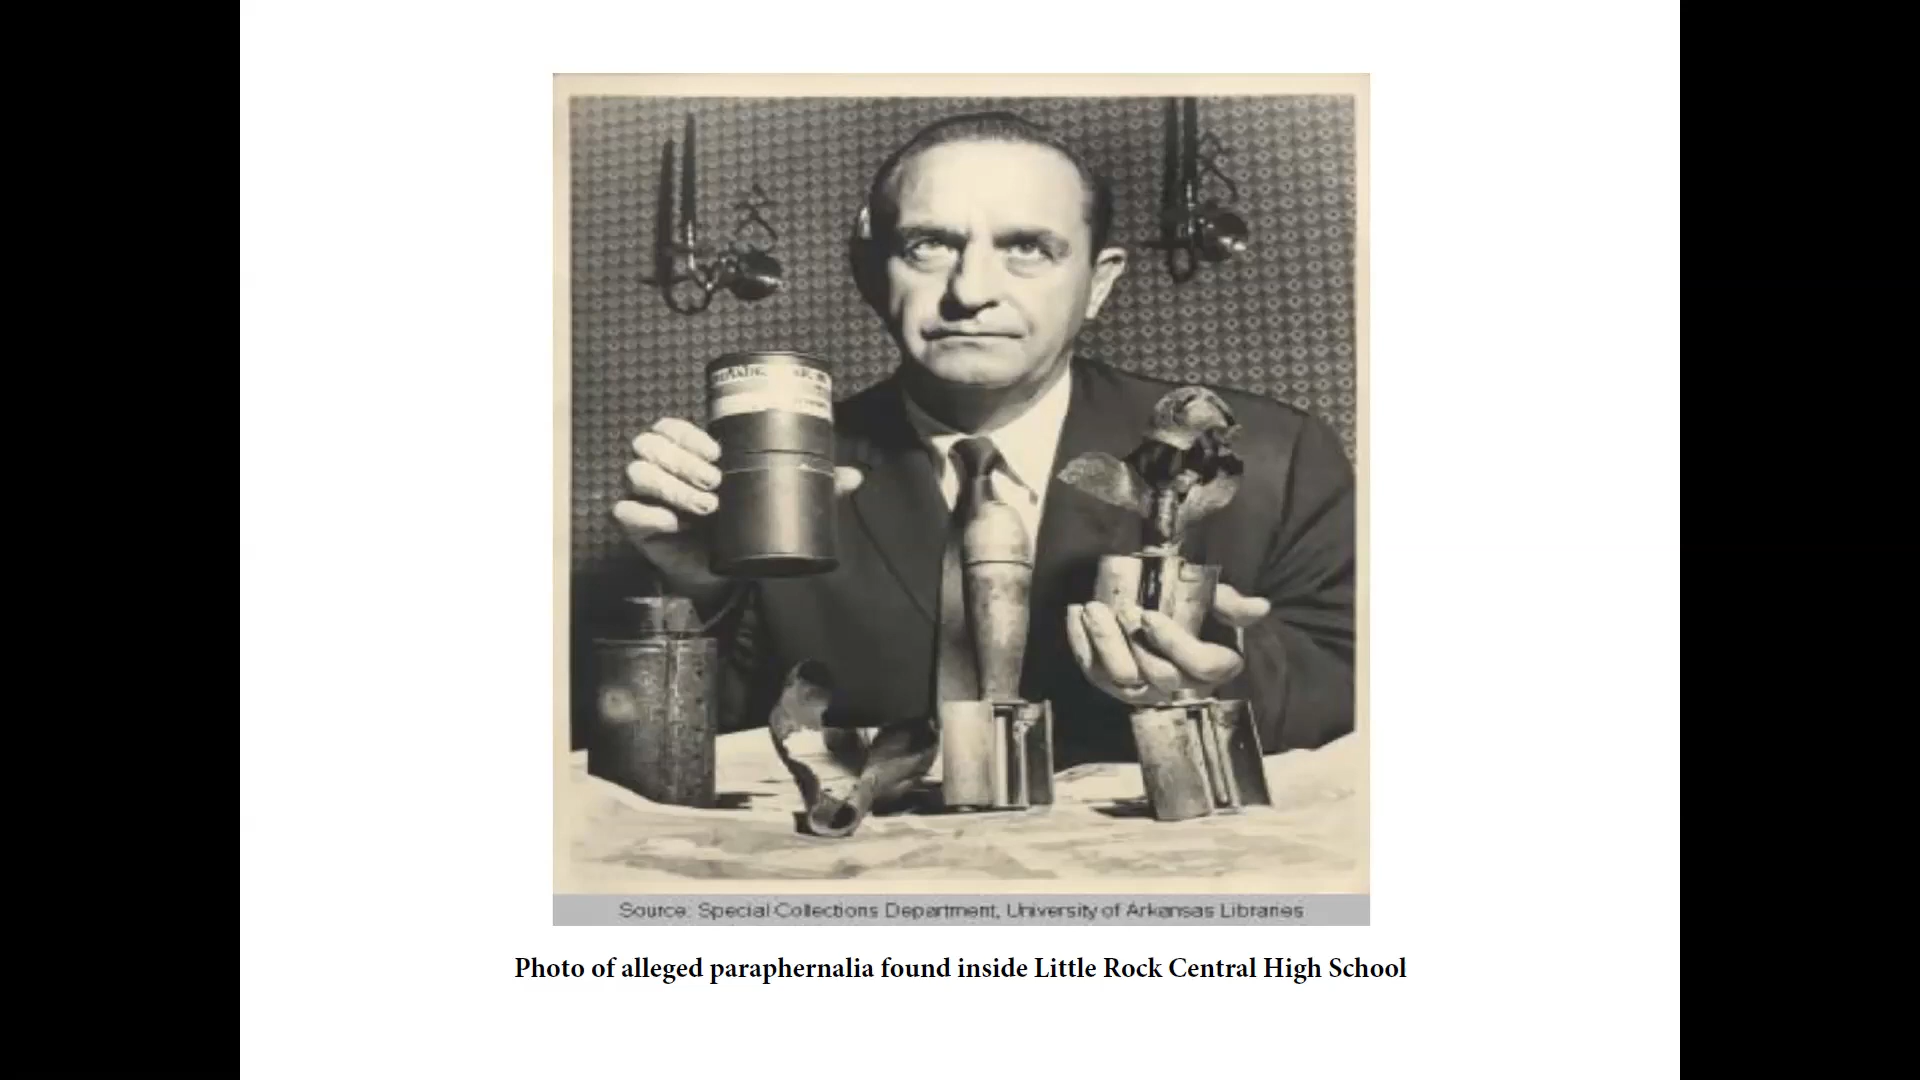 Source: Special Collections Department, University of Arkansas Libraries
Photo of alleged paraphernalia found inside Little Rock Central High School